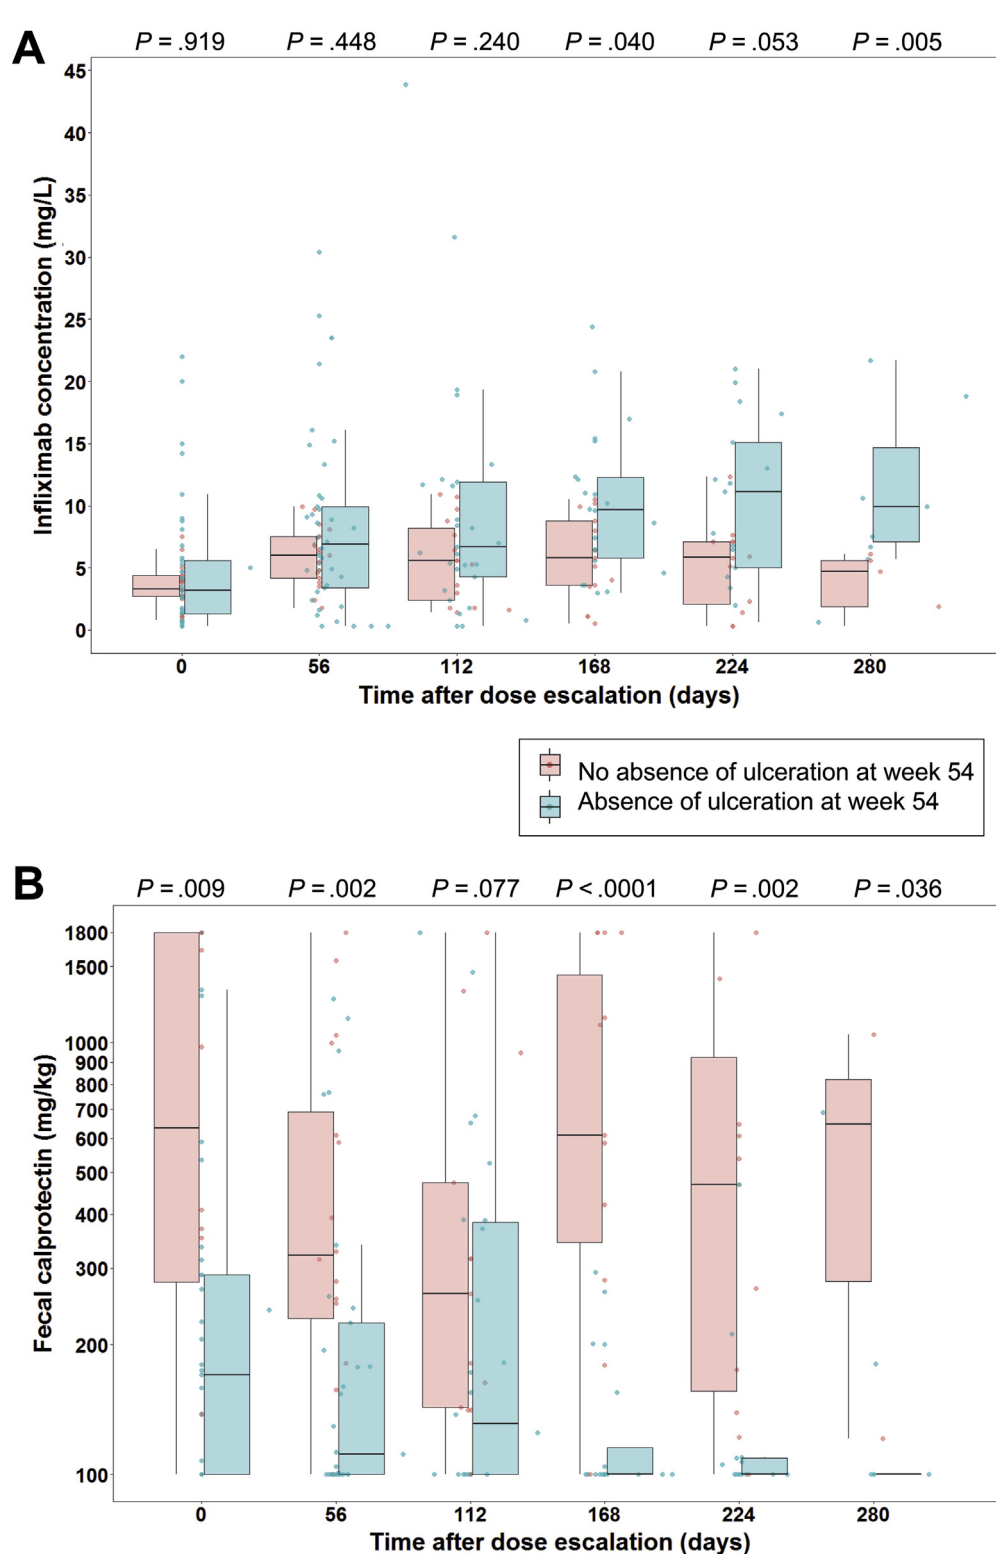 A
P = .919 P = .448 P = .240 P = .040 P = .053 P = .005
Infliximab concentration (mg/L)
45
40
35
30
25
20
15
10
5
0
0 56 112 168 224 280
Time after dose escalation (days)
No absence of ulceration at week 54
Absence of ulceration at week 54
B
P = .009 P = .002 P = .077 P < .0001 P = .002 P = .036
Fecal calprotectin (mg/kg)
1800
1500
1000
900
800
700
600
500
400
300
200
100
0 56 112 168 224 280
Time after dose escalation (days)